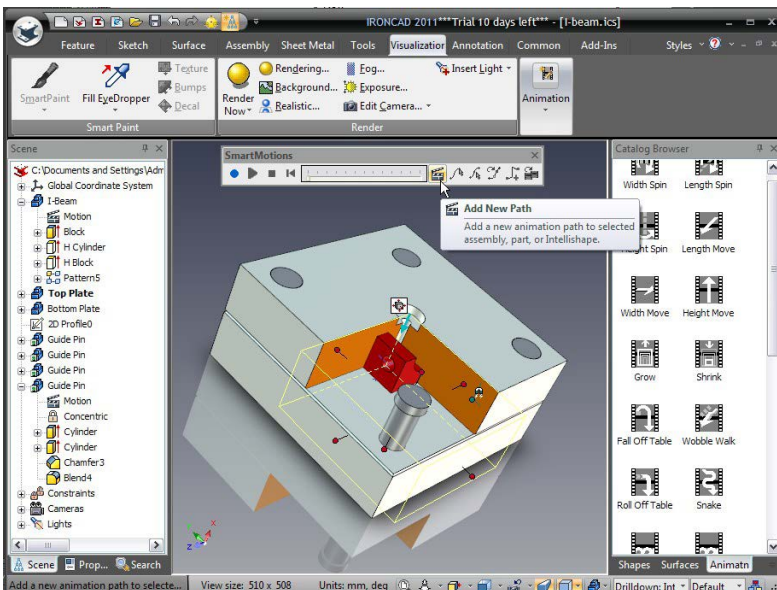 IRONCAD 2011***Trial 10 days left*** - [I-beam.ics]
Feature Sketch Surface Assembly Sheet Metal Tools Visualization Annotation Common Add-Ins Styles
SmartPaint
Fill EyeDropper
Texture
Bumps
Decal
Smart Paint
Render Now
Rendering...
Background...
Realistic...
Fog...
Exposure...
Edit Camera...
Insert Light
Render
Animation
Scene
C:\Documents and Settings\Adm
Global Coordinate System
I-Beam
Motion
Block
H Cylinder
H Block
Pattern5
Top Plate
Bottom Plate
2D Profile0
Guide Pin
Guide Pin
Guide Pin
Guide Pin
Motion
Concentric
Cylinder
Cylinder
Chamfer3
Blend4
Constraints
Cameras
Lights
Scene Prop... Search
SmartMotions
Add New Path
Add a new animation path to selected
assembly, part, or Intellishape.
X
Z
Catalog Browser
Width Spin Length Spin
Height Spin Length Move
Width Move Height Move
Grow Shrink
Fall Off Table Wobble Walk
Roll Off Table Snake
Shapes Surfaces Animatn
Add a new animation path to selecte... View size: 510 x 508 Units: mm, deg Drilldown: Int Default